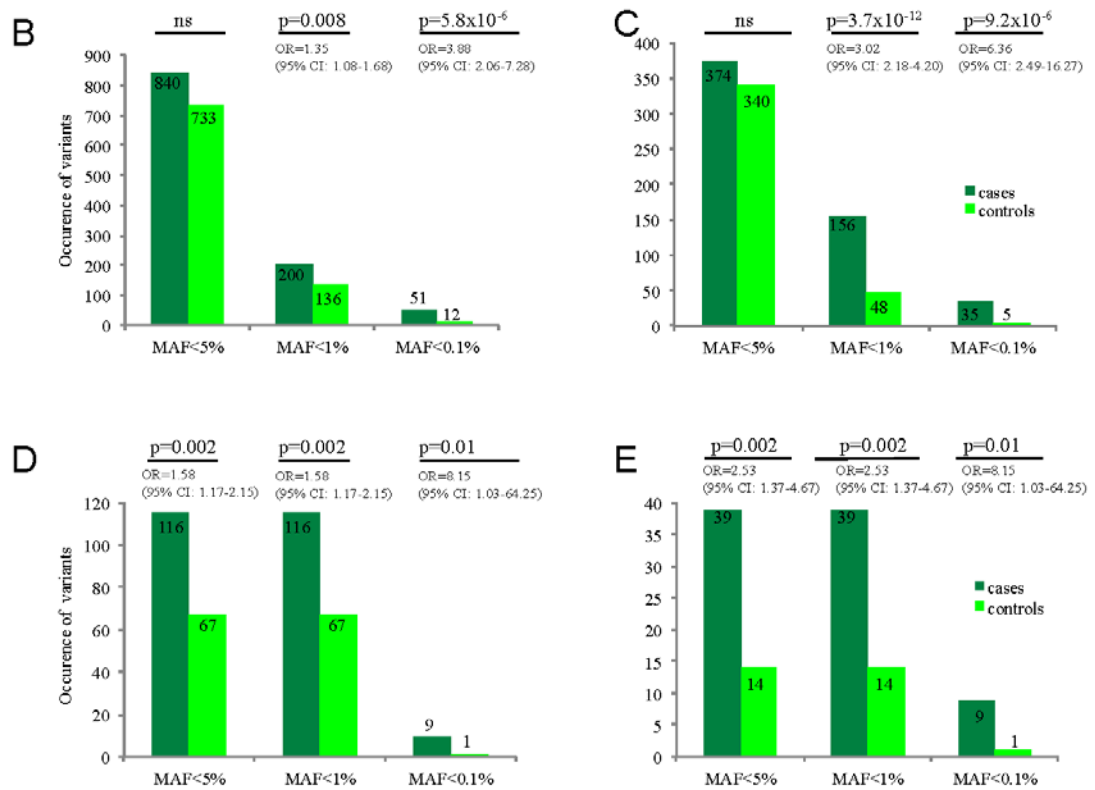 B
ns
p=0.008
p=5.8x10-6
OR=1.35
(95% CI: 1.08-1.68)
OR=3.88
(95% CI: 2.06-7.28)
Occurence of variants
900
800
700
600
500
400
300
200
100
0
840
733
200
136
51
12
MAF<5%
MAF<1%
MAF<0.1%
C
ns
p=3.7x10-12
p=9.2x10-6
OR=3.02
(95% CI: 2.18-4.20)
OR=6.36
(95% CI: 2.49-16.27)
400
350
300
250
200
150
100
50
0
374
340
156
48
35
5
cases
controls
MAF<5%
MAF<1%
MAF<0.1%
D
p=0.002
p=0.002
p=0.01
OR=1.58
(95% CI: 1.17-2.15)
OR=1.58
(95% CI: 1.17-2.15)
OR=8.15
(95% CI: 1.03-64.25)
Occurence of variants
120
100
80
60
40
20
0
116
67
116
67
9
1
MAF<5%
MAF<1%
MAF<0.1%
E
p=0.002
p=0.002
p=0.01
OR=2.53
(95% CI: 1.37-4.67)
OR=2.53
(95% CI: 1.37-4.67)
OR=8.15
(95% CI: 1.03-64.25)
40
35
30
25
20
15
10
5
0
39
14
39
14
9
1
cases
controls
MAF<5%
MAF<1%
MAF<0.1%